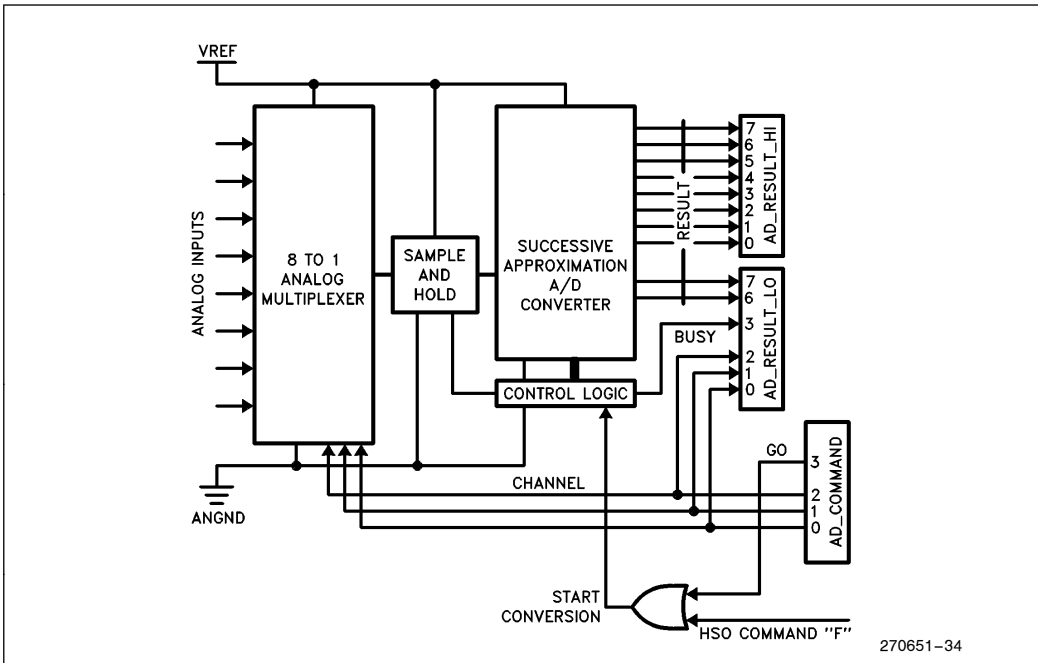 VREF
ANALOG INPUTS
8 TO 1
ANALOG
MULTIPLEXER
SAMPLE
AND
HOLD
SUCCESSIVE
APPROXIMATION
A/D
CONVERTER
RESULT
7
6
5
4
3
2
1
0
AD_RESULT_HI
7
6
3
2
1
0
AD_RESULT_LO
BUSY
CONTROL LOGIC
GO
3
2
1
0
AD_COMMAND
CHANNEL
ANGND
START
CONVERSION
HSO COMMAND "F"
270651-34